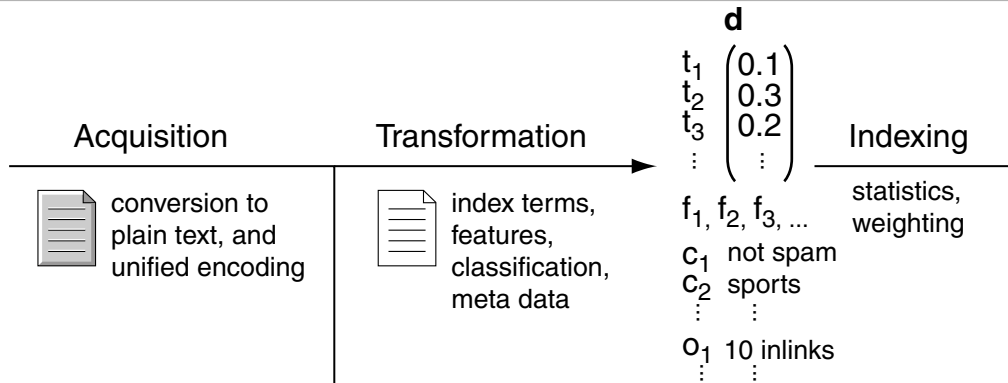 d
t1 0.1
t2 0.3
t3 0.2
⋮ ⋮
Acquisition
Transformation
Indexing
conversion to
plain text, and
unified encoding
index terms,
features,
classification,
meta data
f1, f2, f3, ...
c1 not spam
c2 sports
⋮ ⋮
o1 10 inlinks
⋮ ⋮
statistics,
weighting